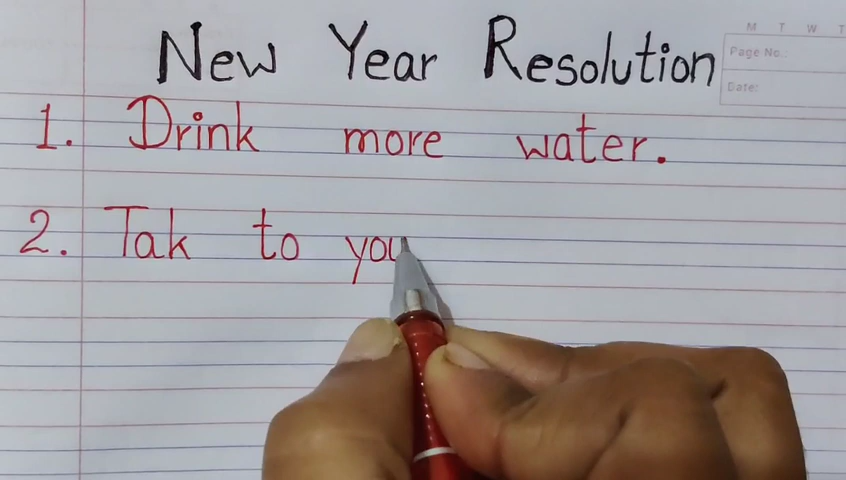 New Year Resolution
M T W T
Page No.:
Date:
1. Drink more water.
2. Tak to you